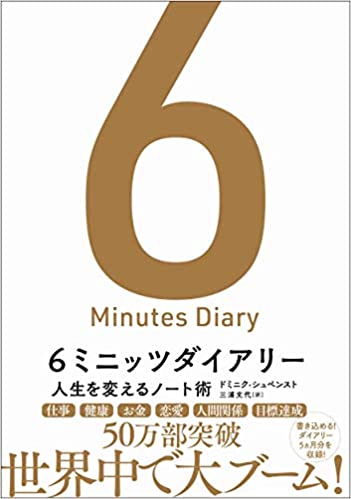 6
Minutes Diary
6ミニッツダイアリー
人生を変えるノート術
ドミニク・シュペンスト
三浦文代(訳)
仕事 健康 お金 恋愛 人間関係 目標達成
50万部突破
書き込める!
ダイアリー
5ヵ月分を
収録!
世界中で大ブーム!